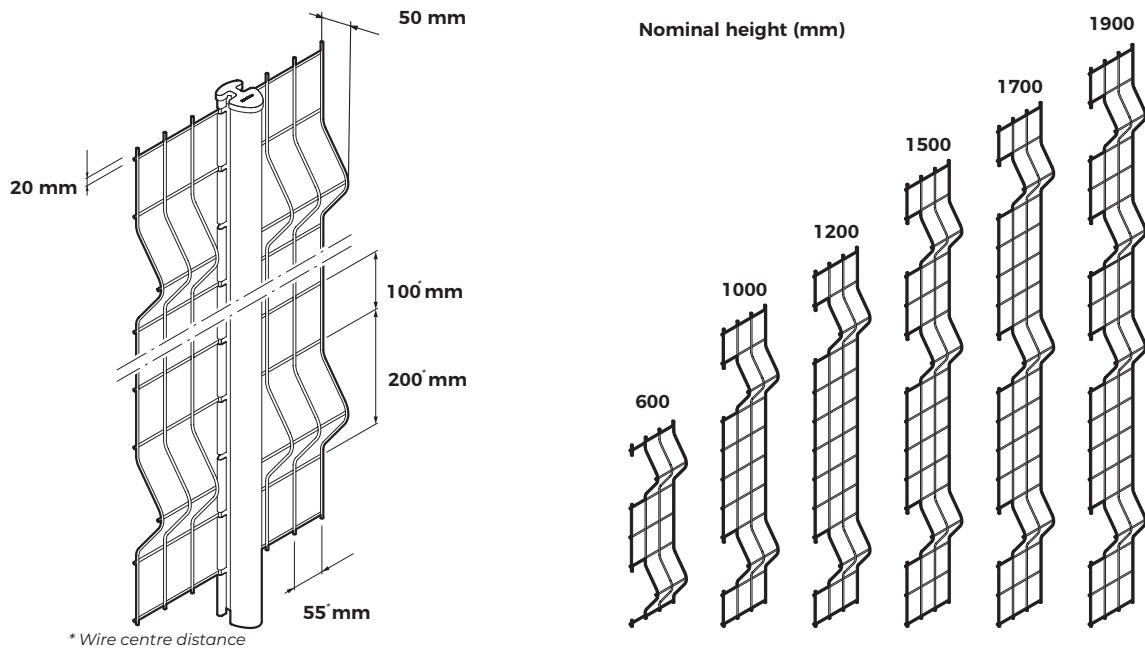 50 mm
20 mm
100* mm
200* mm
55* mm
* Wire centre distance
Nominal height (mm)
600
1000
1200
1500
1700
1900